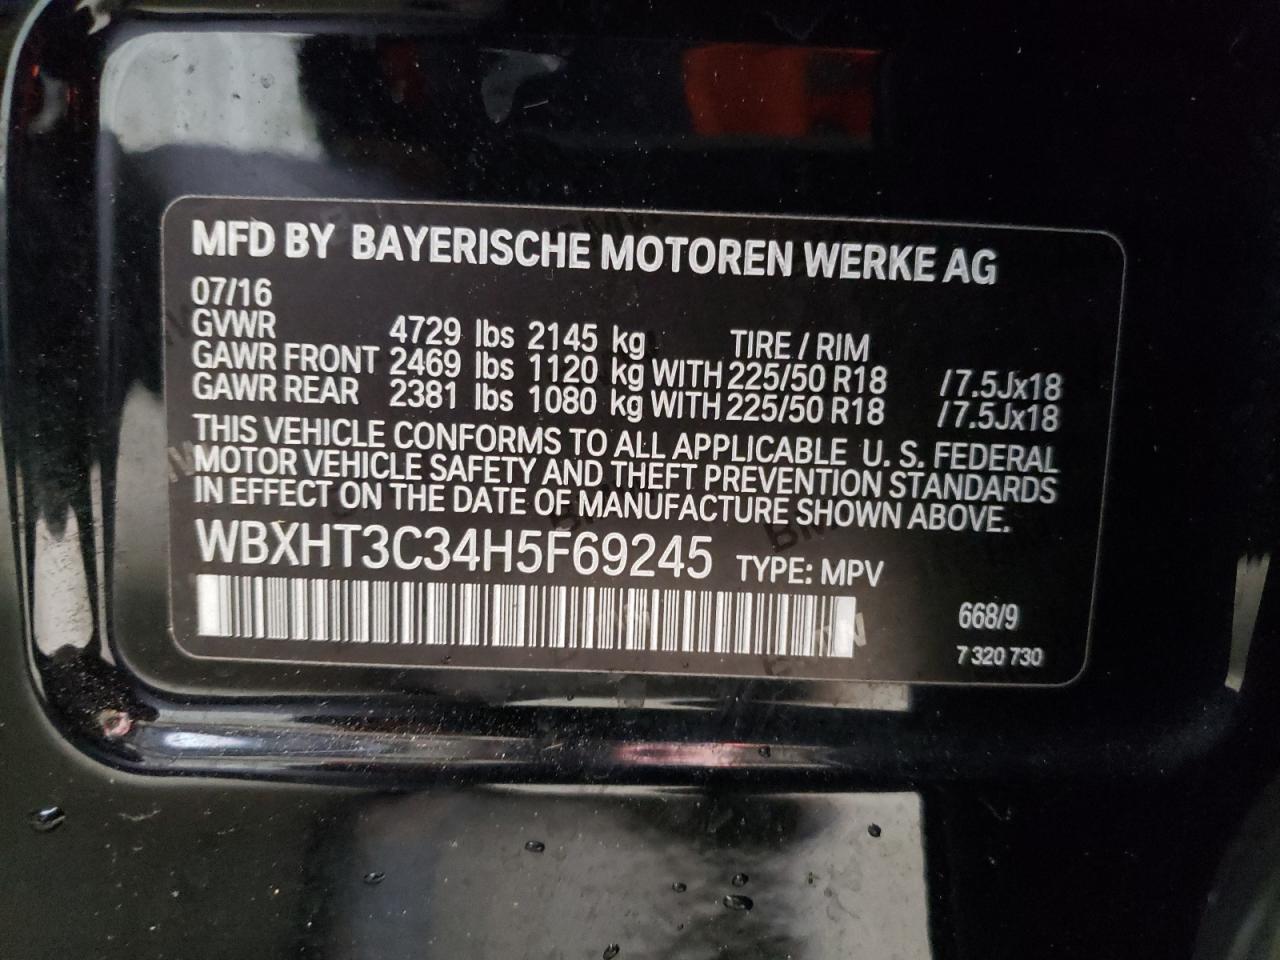 MFD BY BAYERISCHE MOTOREN WERKE AG
07/16
GVWR 4729 lbs 2145 kg TIRE / RIM
GAWR FRONT 2469 lbs 1120 kg WITH 225/50 R18 /7.5Jx18
GAWR REAR 2381 lbs 1080 kg WITH 225/50 R18 /7.5Jx18
THIS VEHICLE CONFORMS TO ALL APPLICABLE U. S. FEDERAL
MOTOR VEHICLE SAFETY AND THEFT PREVENTION STANDARDS
IN EFFECT ON THE DATE OF MANUFACTURE SHOWN ABOVE.
WBXHT3C34H5F69245 TYPE: MPV
668/9
7 320 730